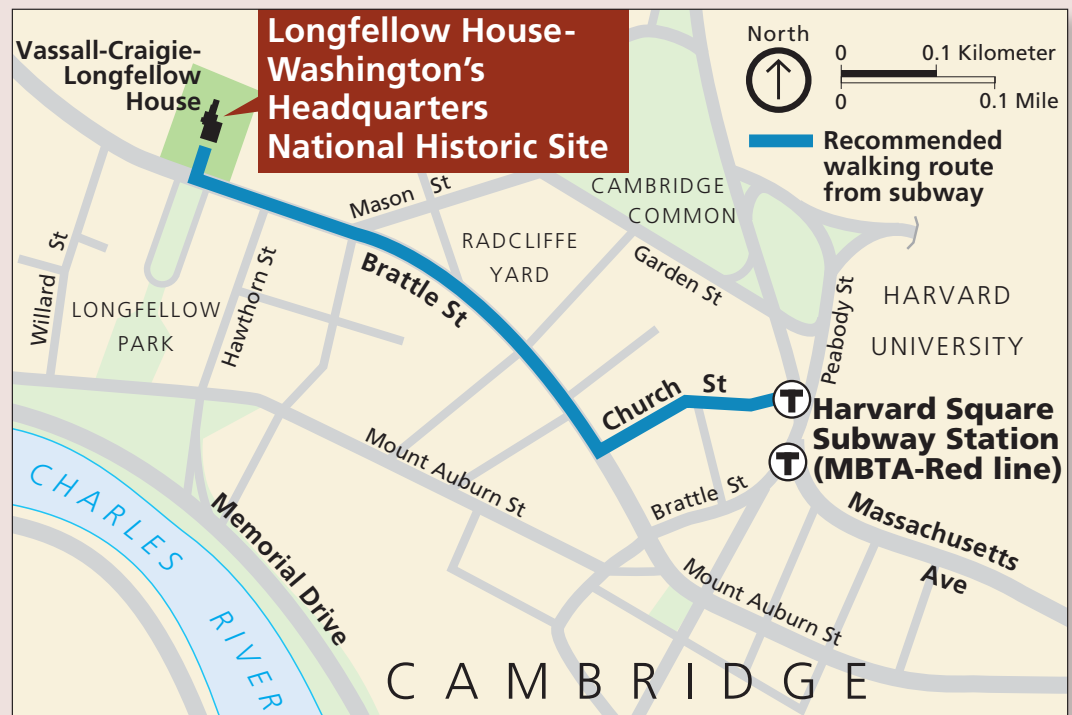 Vassall-Craigie-
Longfellow
House
Longfellow House-
Washington's
Headquarters
National Historic Site
North
0 0.1 Kilometer
0 0.1 Mile
Recommended
walking route
from subway
Mason St
CAMBRIDGE
COMMON
RADCLIFFE
YARD
Brattle St
Garden St
Willard St
Hawthorn St
LONGFELLOW
PARK
Peabody St
HARVARD
UNIVERSITY
Church St
T
Harvard Square
Subway Station
(MBTA-Red line)
T
Mount Auburn St
Brattle St
Massachusetts
Ave
CHARLES RIVER
Memorial Drive
Mount Auburn St
CAMBRIDGE